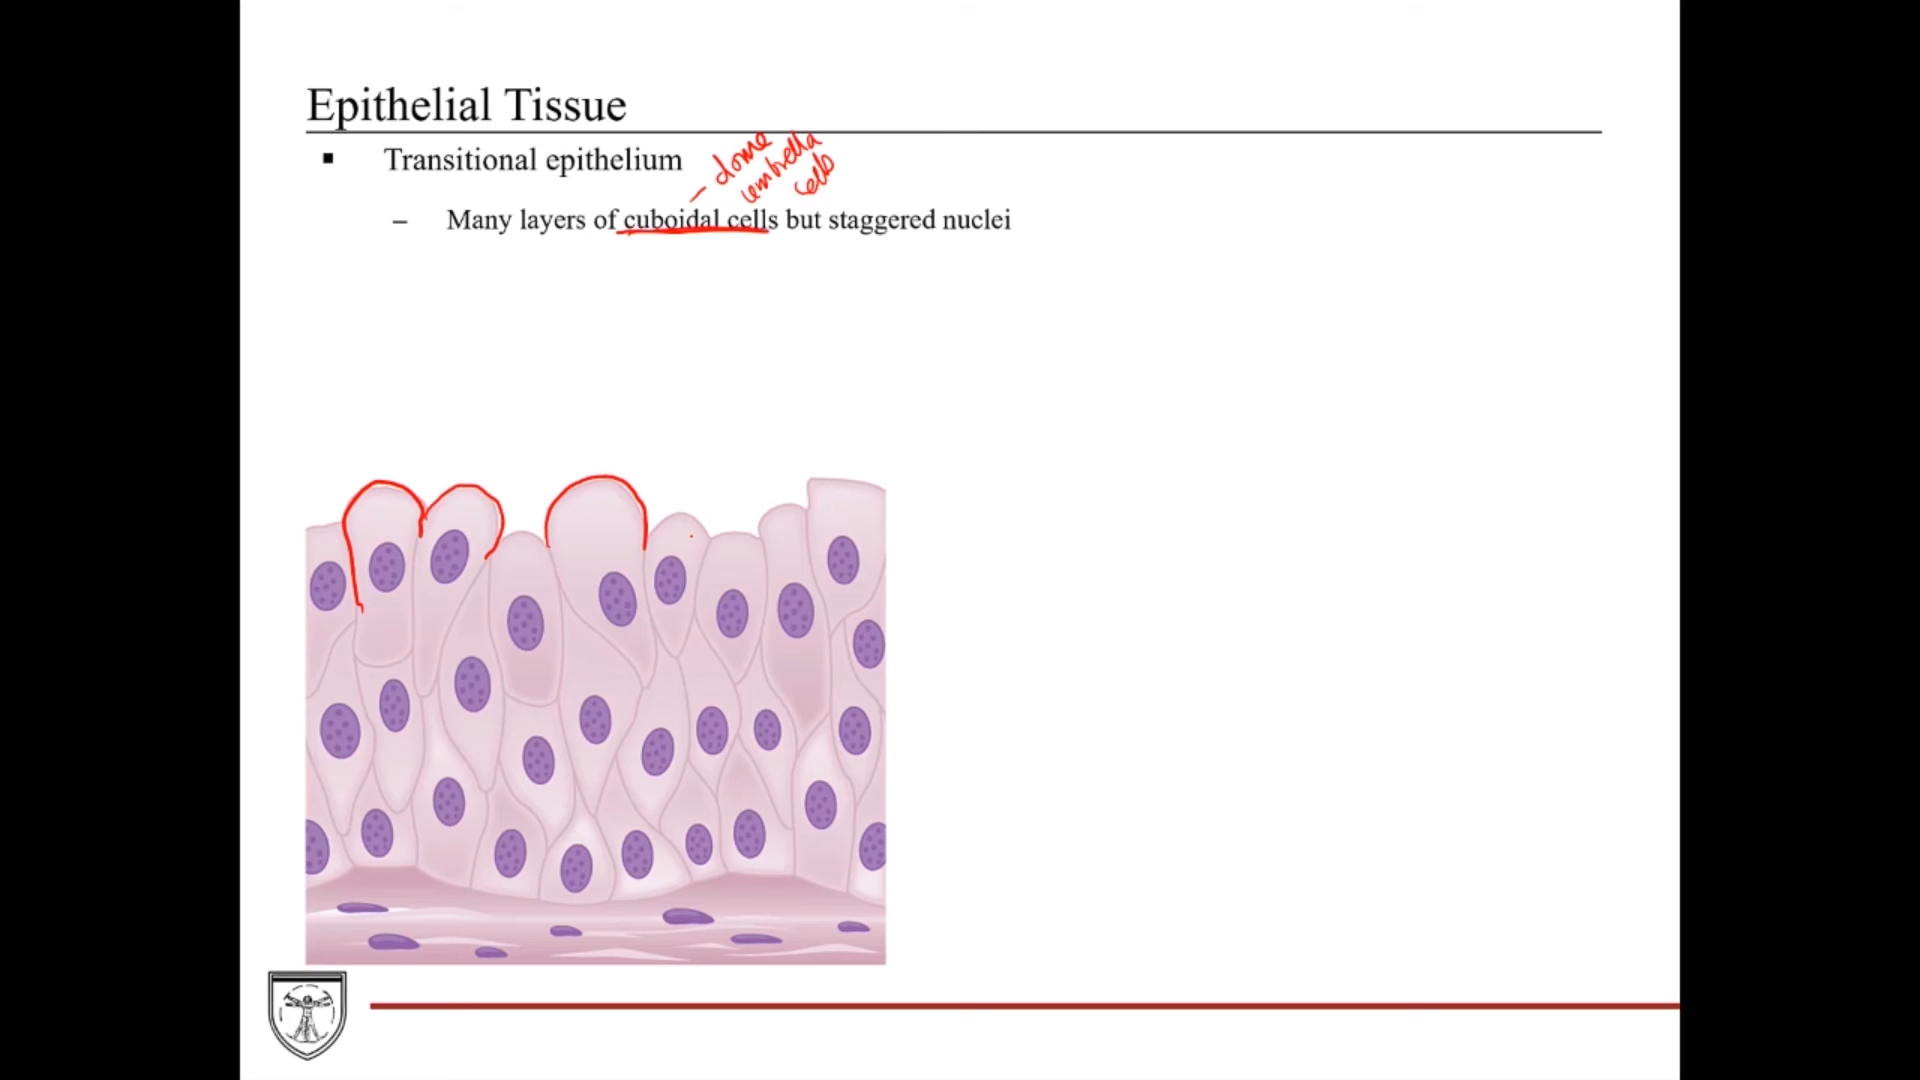 Epithelial Tissue
▪ Transitional epithelium
– dome
umbrella
cells
– Many layers of cuboidal cells but staggered nuclei